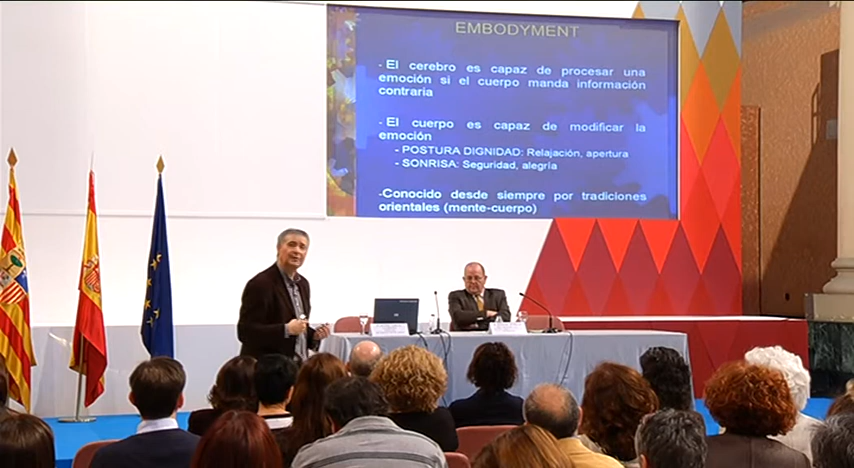 EMBODYMENT
- El cerebro es capaz de procesar una
emoción si el cuerpo manda información
contraria
- El cuerpo es capaz de modificar la
emoción
- POSTURA DIGNIDAD: Relajación, apertura
- SONRISA: Seguridad, alegría
-Conocido desde siempre por tradiciones
orientales (mente-cuerpo)